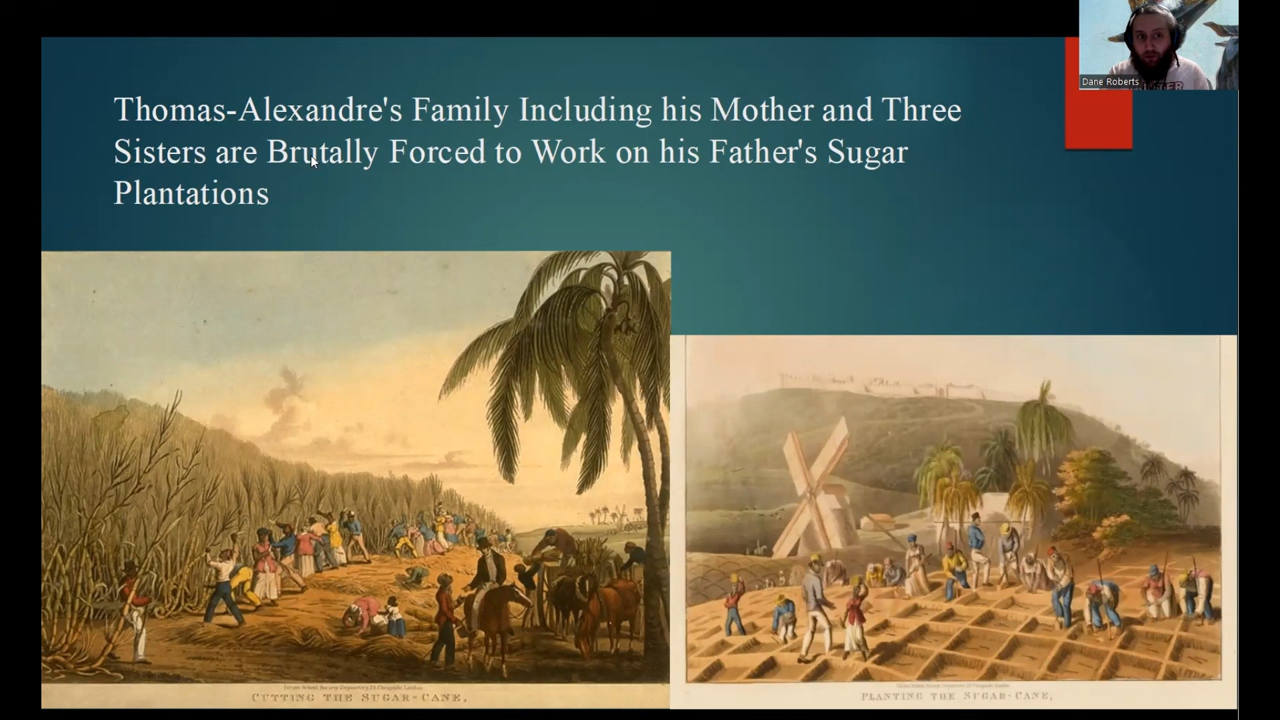 Dane Roberts
Thomas-Alexandre's Family Including his Mother and Three
Sisters are Brutally Forced to Work on his Father's Sugar
Plantations
CUTTING THE SUGAR-CANE,
PLANTING THE SUGAR-CANE,